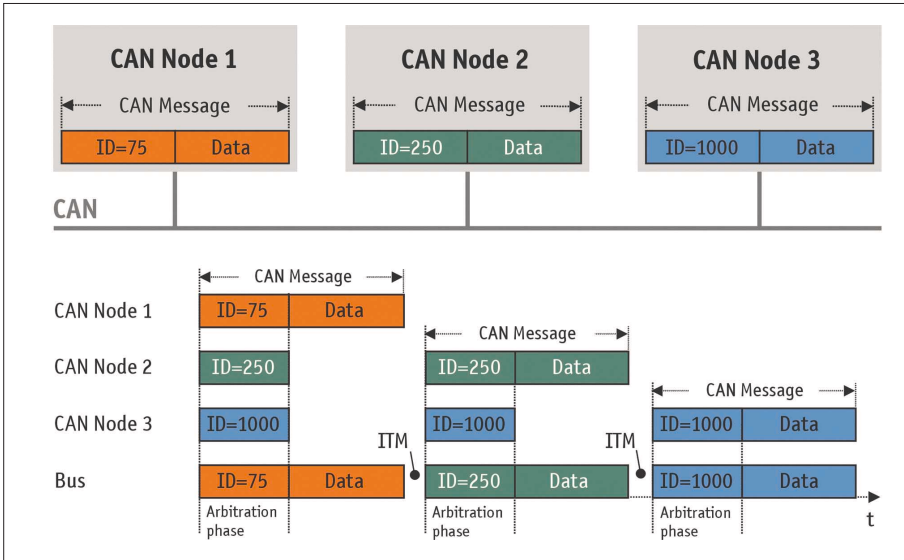 CAN Node 1
CAN Node 2
CAN Node 3
CAN Message
CAN Message
CAN Message
ID=75 Data
ID=250 Data
ID=1000 Data
CAN
CAN Message
CAN Node 1 ID=75 Data
CAN Message
CAN Node 2 ID=250 ID=250 Data
CAN Message
CAN Node 3 ID=1000 ID=1000 ID=1000 Data
ITM ITM
Bus ID=75 Data ID=250 Data ID=1000 Data
t
Arbitration
phase
Arbitration
phase
Arbitration
phase